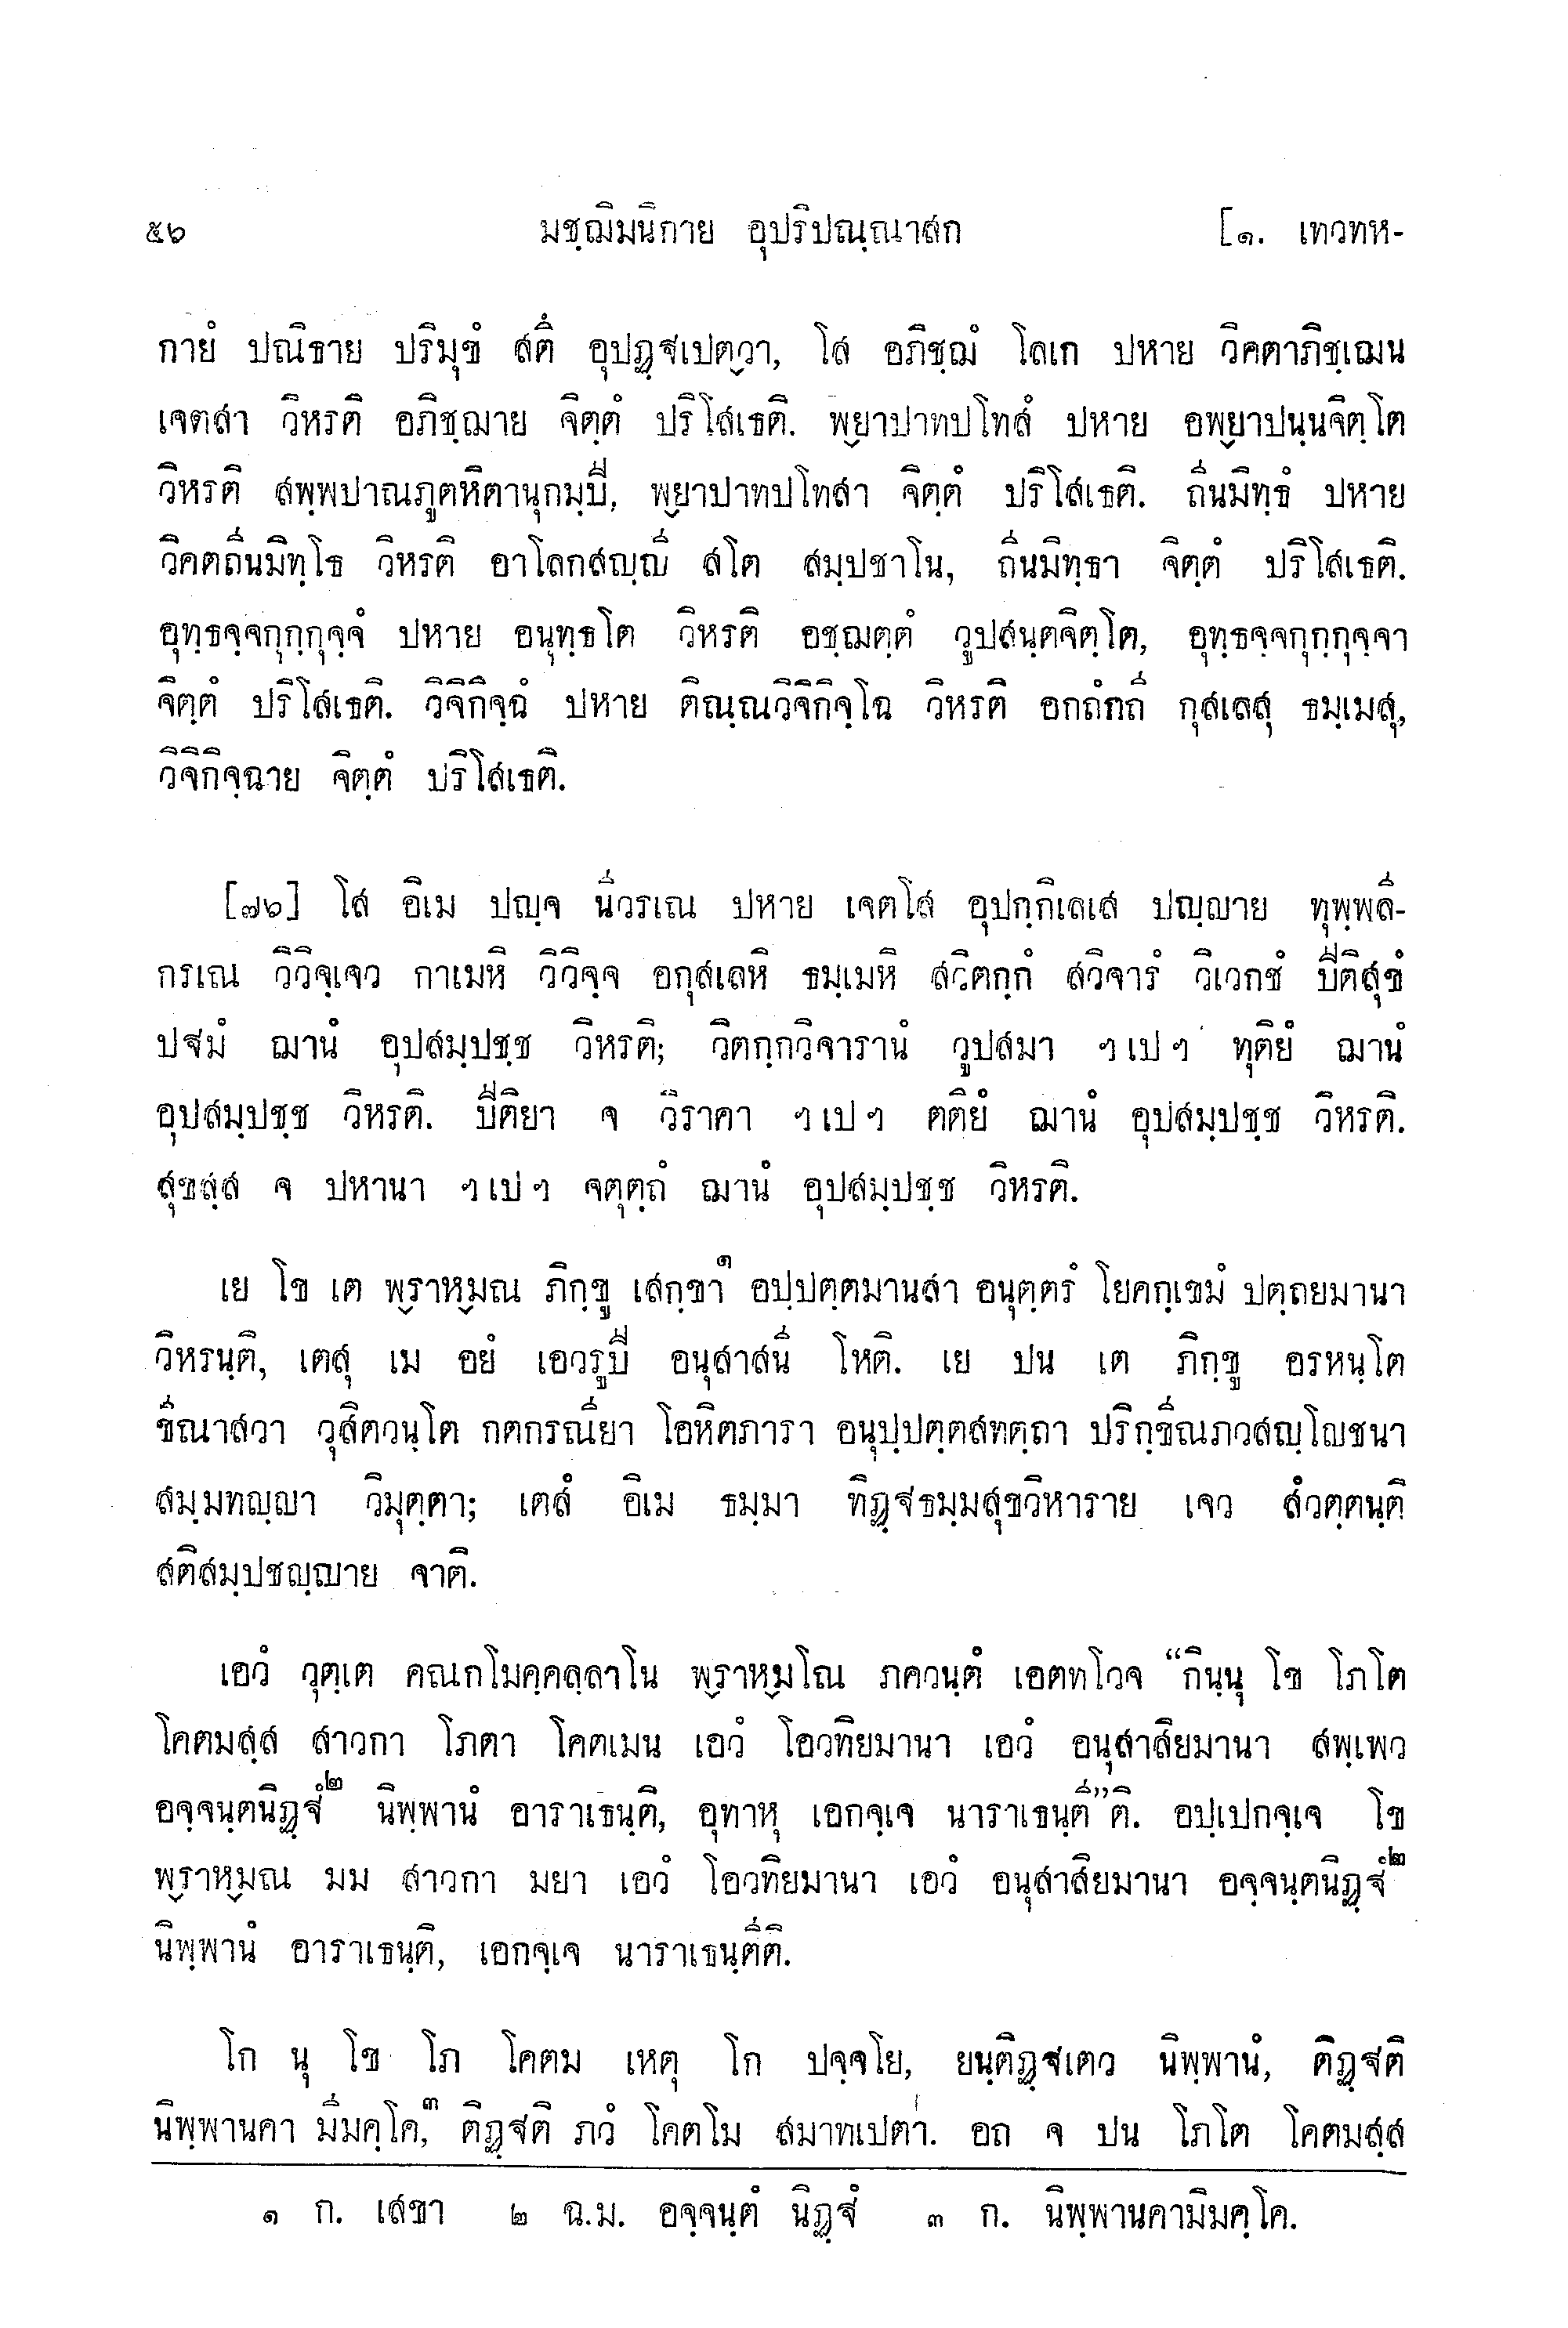 ๕๖ มชฺฌิมนิกาย อุปริปณฺณาสก [๑. เทวทห-
กายํ ปณิธาย ปริมุขํ สตึ อุปฏฺฐเปตฺวา, โส อภิชฺฌํ โลเก ปหาย วิคตาภิชฺเฌน
เจตสา วิหรติ อภิชฺฌาย จิตฺตํ ปริโสเธติ. พฺยาปาทปโทสํ ปหาย อพฺยาปนฺนจิตฺโต
วิหรติ สพฺพปาณภูตหิตานุกมฺปี, พฺยาปาทปโทสา จิตฺตํ ปริโสเธติ. ถีนมิทฺธํ ปหาย
วิคตถีนมิทฺโธ วิหรติ อาโลกสญฺญี สโต สมฺปชาโน, ถีนมิทฺธา จิตฺตํ ปริโสเธติ.
อุทฺธจฺจกุกฺกุจฺจํ ปหาย อนุทฺธโต วิหรติ อชฺฌตฺตํ วูปสนฺตจิตฺโต, อุทฺธจฺจกุกฺกุจฺจา
จิตฺตํ ปริโสเธติ. วิจิกิจฺฉํ ปหาย ติณฺณวิจิกิจฺโฉ วิหรติ อกถํกถี กุสเลสุ ธมฺเมสุ,
วิจิกิจฺฉาย จิตฺตํ ปริโสเธติ.
[๗๖] โส อิเม ปญฺจ นีวรเณ ปหาย เจตโส อุปกฺกิเลเส ปญฺญาย ทุพฺพลี-
กรเณ วิวิจฺเจว กาเมหิ วิวิจฺจ อกุสเลหิ ธมฺเมหิ สวิตกฺกํ สวิจารํ วิเวกชํ ปีติสุขํ
ปฐมํ ฌานํ อุปสมฺปชฺช วิหรติ; วิตกฺกวิจารานํ วูปสมา ฯ เป ฯ ทุติยํ ฌานํ
อุปสมฺปชฺช วิหรติ. ปีติยา จ วิราคา ฯ เป ฯ ตติยํ ฌานํ อุปสมฺปชฺช วิหรติ.
สุขสฺส จ ปหานา ฯ เป ฯ จตุตฺถํ ฌานํ อุปสมฺปชฺช วิหรติ.
เย โข เต พฺราหฺมณ ภิกฺขู เสกฺขา๑ อปฺปตฺตมานสา อนุตฺตรํ โยคกฺเขมํ ปตฺถยมานา
วิหรนฺติ, เตสุ เม อยํ เอวรูปี อนุสาสนี โหติ. เย ปน เต ภิกฺขู อรหนฺโต
ขีณาสวา วุสิตวนฺโต กตกรณียา โอหิตภารา อนุปฺปตฺตสทตฺถา ปริกฺขีณภวสญฺโญชนา
สมฺมทญฺญา วิมุตฺตา; เตสํ อิเม ธมฺมา ทิฏฺฐธมฺมสุขวิหาราย เจว สํวตฺตนฺติ
สติสมฺปชญฺญาย จาติ.
เอวํ วุตฺเต คณกโมคฺคลฺลาโน พฺราหฺมโณ ภควนฺตํ เอตทโวจ “กินฺนุ โข โภโต
โคตมสฺส สาวกา โภตา โคตเมน เอวํ โอวทิยมานา เอวํ อนุสาสิยมานา สพฺเพว
อจฺจนฺตนิฏฺฐํ๒ นิพฺพานํ อาราเธนฺติ, อุทาหุ เอกจฺเจ นาราเธนฺตี”ติ. อปฺเปกจฺเจ โข
พฺราหฺมณ มม สาวกา มยา เอวํ โอวทิยมานา เอวํ อนุสาสิยมานา อจฺจนฺตนิฏฺฐํ๒
นิพฺพานํ อาราเธนฺติ, เอกจฺเจ นาราเธนฺตีติ.
โก นุ โข โภ โคตม เหตุ โก ปจฺจโย, ยนฺติฏฺฐเตว นิพฺพานํ, ติฏฺฐติ
นิพฺพานคา มีมคฺโค,๓ ติฏฺฐติ ภวํ โคตโม สมาทเปตา. อถ จ ปน โภโต โคตมสฺส
๑ ก. เสขา ๒ ฉ.ม. อจฺจนฺตํ นิฏฺฐํ ๓ ก. นิพฺพานคามิมคฺโค.